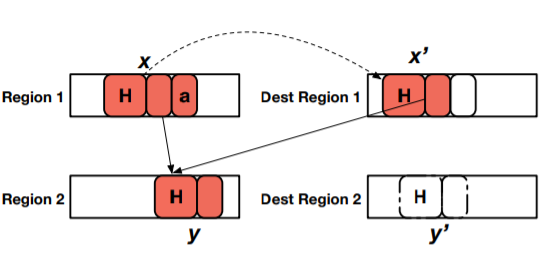 x
x’
Region 1 H a Dest Region 1 H
Region 2 H Dest Region 2 H
y
y’